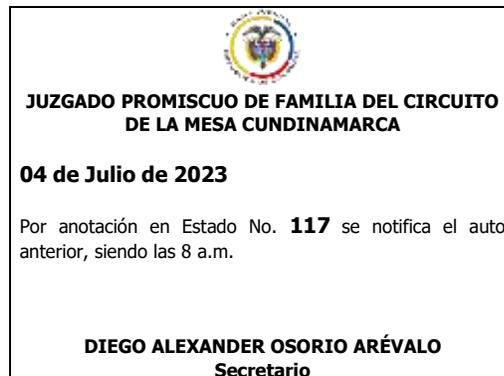 JUZGADO PROMISCUO DE FAMILIA DEL CIRCUITO
DE LA MESA CUNDINAMARCA
04 de Julio de 2023
Por anotación en Estado No. 117 se notifica el auto
anterior, siendo las 8 a.m.
DIEGO ALEXANDER OSORIO ARÉVALO
Secretario